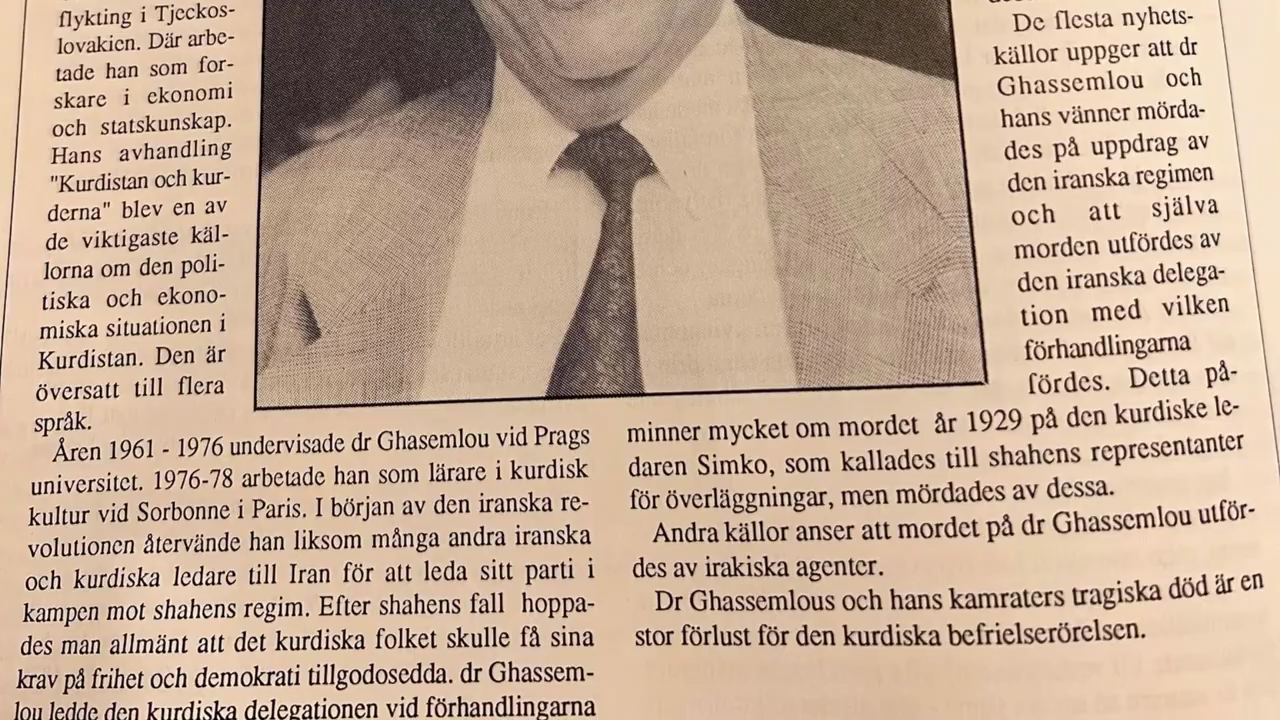 flykting i Tjeckos-
lovakien. Där arbe-
tade han som for-
skare i ekonomi
och statskunskap.
Hans avhandling
"Kurdistan och kur-
derna" blev en av
de viktigaste käl-
lorna om den poli-
tiska och ekono-
miska situationen i
Kurdistan. Den är
översatt till flera
språk.
Åren 1961 - 1976 undervisade dr Ghasemlou vid Prags
universitet. 1976-78 arbetade han som lärare i kurdisk
kultur vid Sorbonne i Paris. I början av den iranska re-
volutionen återvände han liksom många andra iranska
och kurdiska ledare till Iran för att leda sitt parti i
kampen mot shahens regim. Efter shahens fall hoppa-
des man allmänt att det kurdiska folket skulle få sina
krav på frihet och demokrati tillgodosedda. dr Ghassem-
lou ledde den kurdiska delegationen vid förhandlingarna
De flesta nyhets-
källor uppger att dr
Ghassemlou och
hans vänner mörda-
des på uppdrag av
den iranska regimen
och att själva
morden utfördes av
den iranska delega-
tion med vilken
förhandlingarna
fördes. Detta på-
minner mycket om mordet år 1929 på den kurdiske le-
daren Simko, som kallades till shahens representanter
för överläggningar, men mördades av dessa.
Andra källor anser att mordet på dr Ghassemlou utför-
des av irakiska agenter.
Dr Ghassemlous och hans kamraters tragiska död är en
stor förlust för den kurdiska befrielserörelsen.